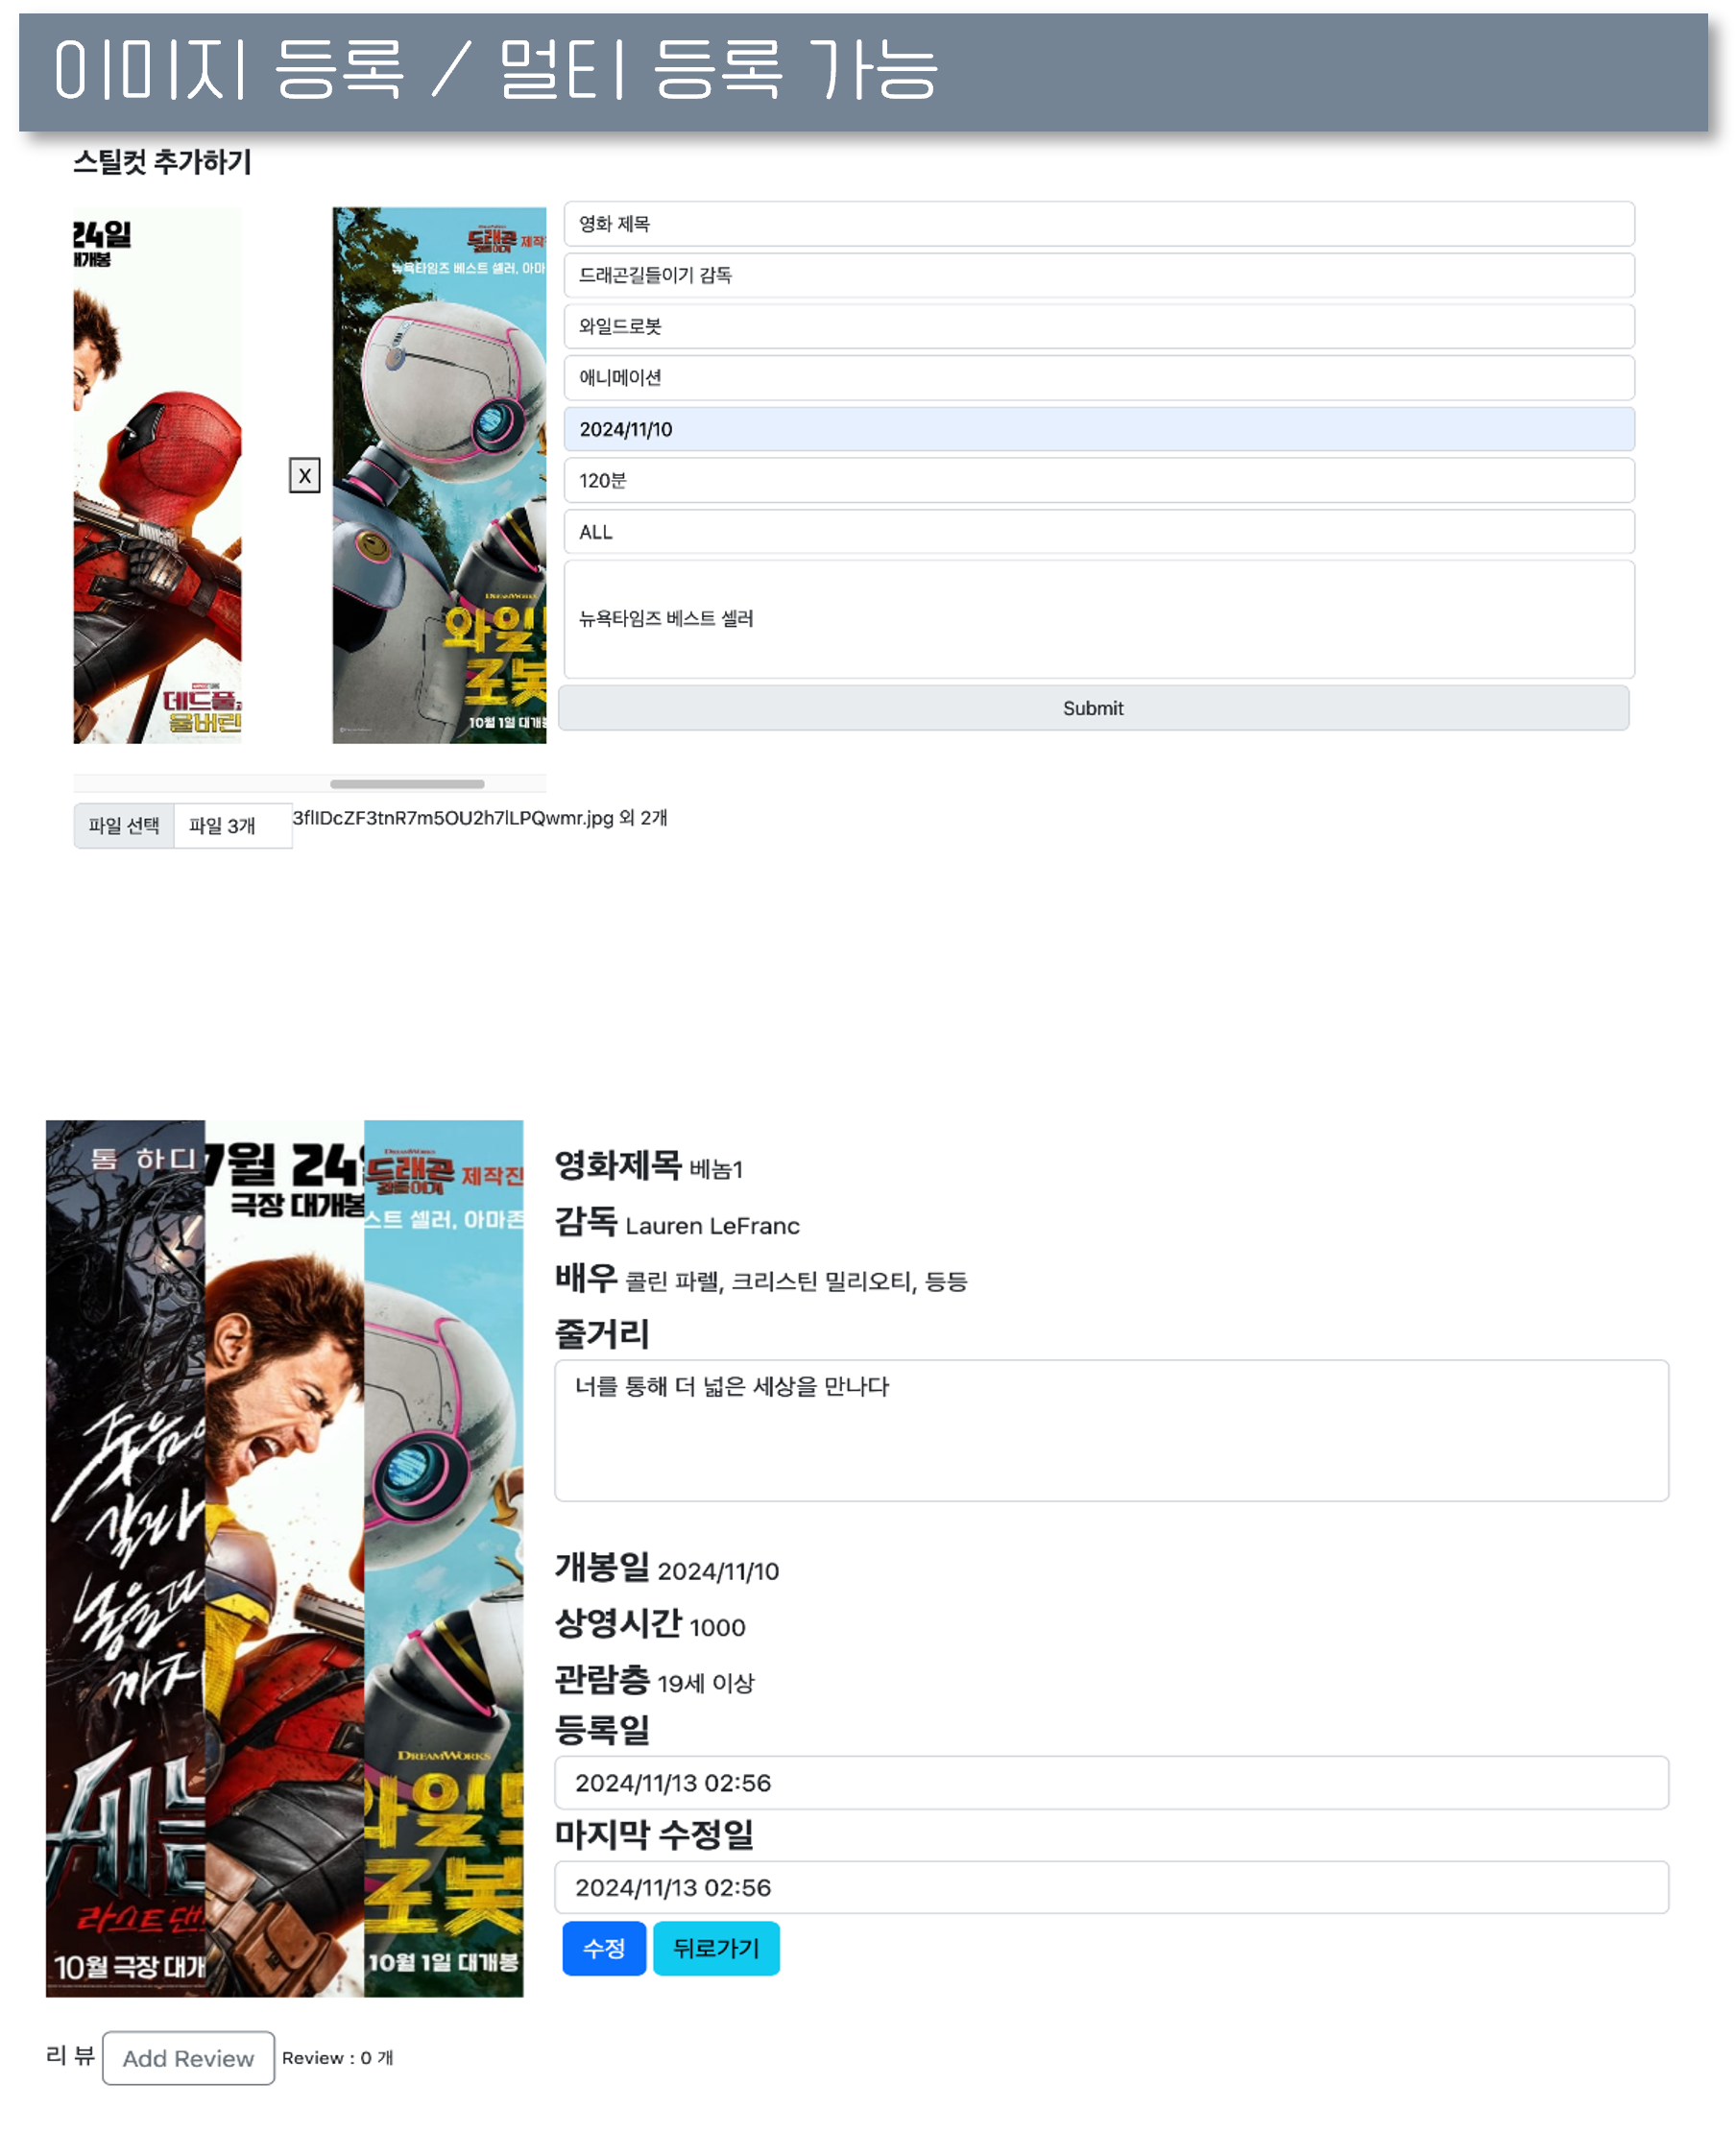 이미지 등록 / 멀티 등록 가능
스틸컷 추가하기
24일
대개봉
데드풀과
울버린
X
드래곤 제작진
길들이기
뉴욕타임즈 베스트 셀러, 아마
DREAMWORKS
와일드
로봇
10월 1일 대개봉
영화 제목
드래곤길들이기 감독
와일드로봇
애니메이션
2024/11/10
120분
ALL
뉴욕타임즈 베스트 셀러
Submit
파일 선택 파일 3개 3flIDcZF3tnR7m5OU2h7lLPQwmr.jpg 외 2개
톰 하디
죽음이
갈라
놓을때
까지
라스트 댄
10월 극장 대개
7월 24일
극장 대개봉
DREAMWORKS
드래곤 제작진
길들이기
스트 셀러, 아마존
DREAMWORKS
와일드
로봇
10월 1일 대개봉
영화제목 베놈1
감독 Lauren LeFranc
배우 콜린 파렐, 크리스틴 밀리오티, 등등
줄거리
너를 통해 더 넓은 세상을 만나다
개봉일 2024/11/10
상영시간 1000
관람층 19세 이상
등록일
2024/11/13 02:56
마지막 수정일
2024/11/13 02:56
수정 뒤로가기
리 뷰 Add Review Review : 0 개